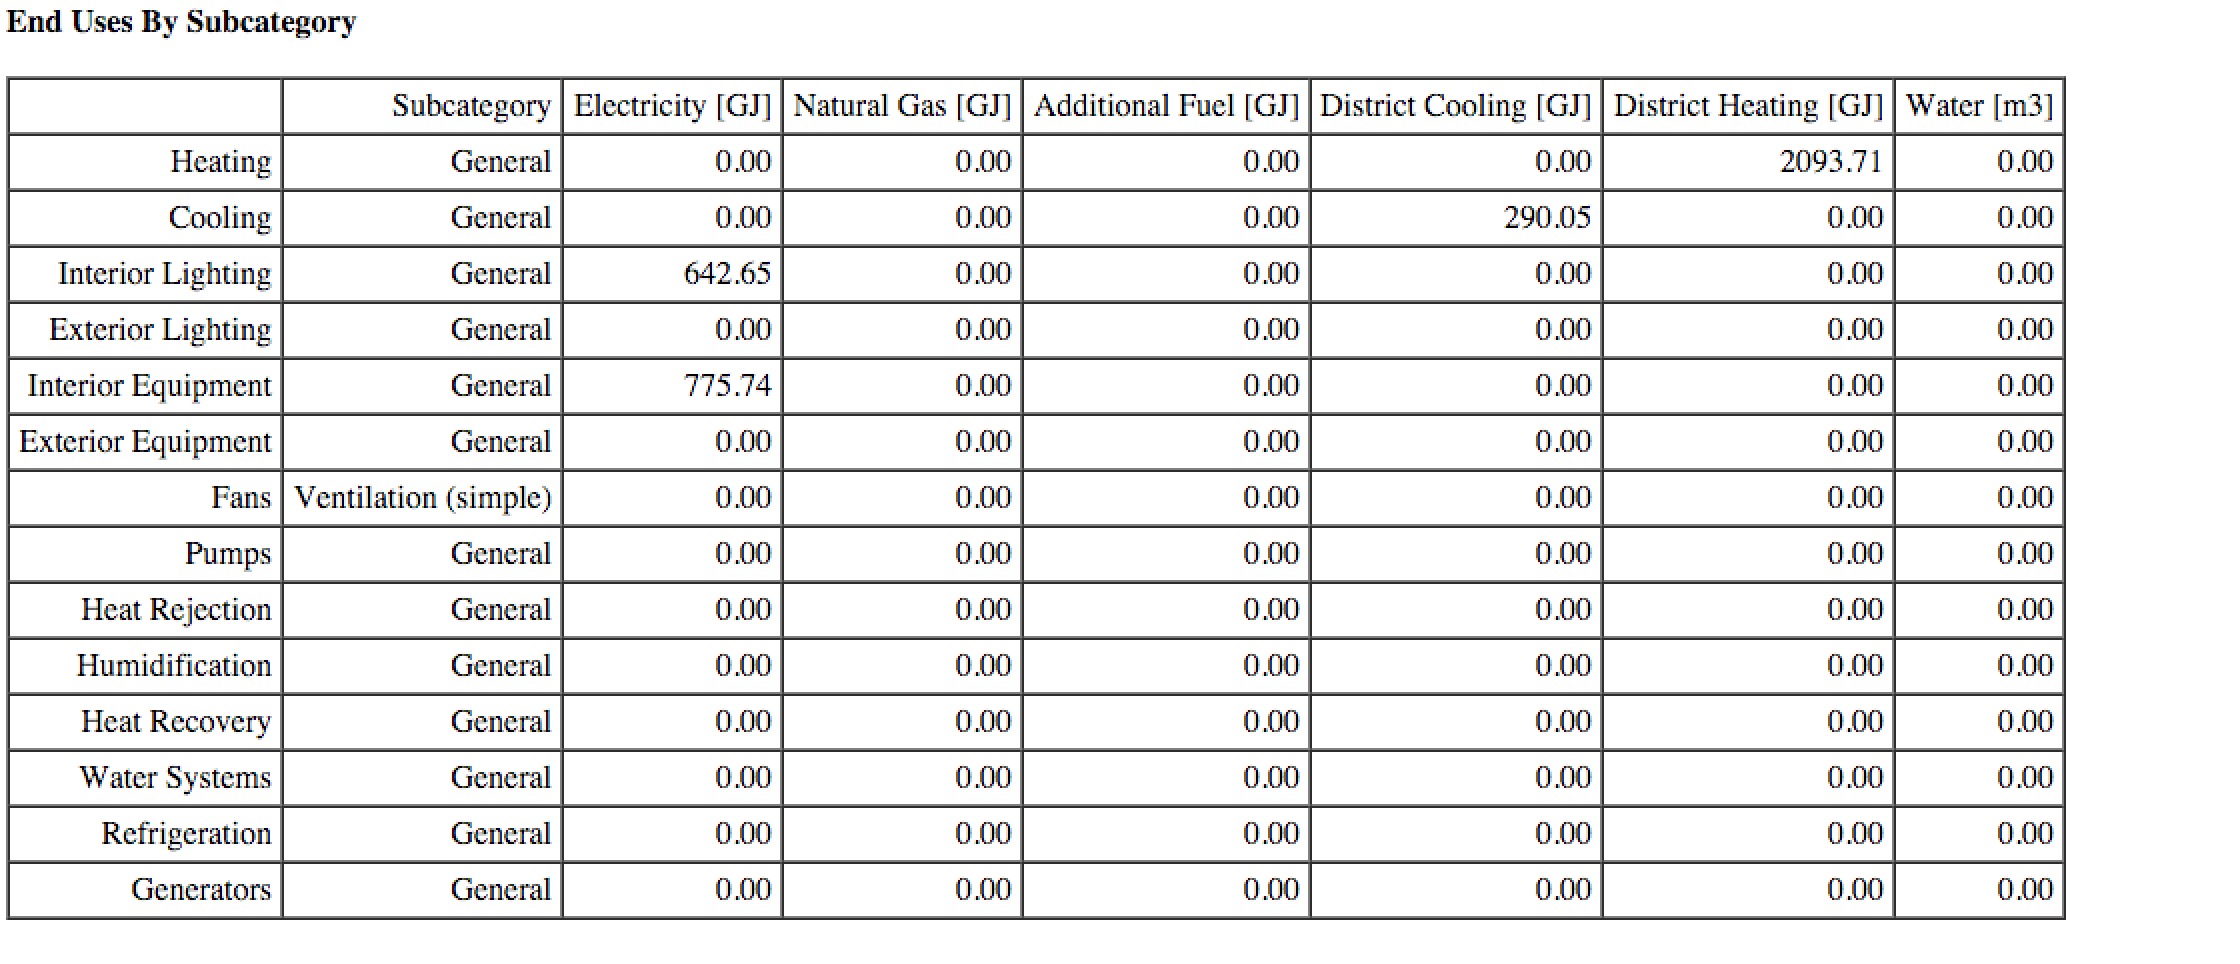 End Uses By Subcategory
Subcategory Electricity [GJ] Natural Gas [GJ] Additional Fuel [GJ] District Cooling [GJ] District Heating [GJ] Water [m3]
Heating General 0.00 0.00 0.00 0.00 2093.71 0.00
Cooling General 0.00 0.00 0.00 290.05 0.00 0.00
Interior Lighting General 642.65 0.00 0.00 0.00 0.00 0.00
Exterior Lighting General 0.00 0.00 0.00 0.00 0.00 0.00
Interior Equipment General 775.74 0.00 0.00 0.00 0.00 0.00
Exterior Equipment General 0.00 0.00 0.00 0.00 0.00 0.00
Fans Ventilation (simple) 0.00 0.00 0.00 0.00 0.00 0.00
Pumps General 0.00 0.00 0.00 0.00 0.00 0.00
Heat Rejection General 0.00 0.00 0.00 0.00 0.00 0.00
Humidification General 0.00 0.00 0.00 0.00 0.00 0.00
Heat Recovery General 0.00 0.00 0.00 0.00 0.00 0.00
Water Systems General 0.00 0.00 0.00 0.00 0.00 0.00
Refrigeration General 0.00 0.00 0.00 0.00 0.00 0.00
Generators General 0.00 0.00 0.00 0.00 0.00 0.00